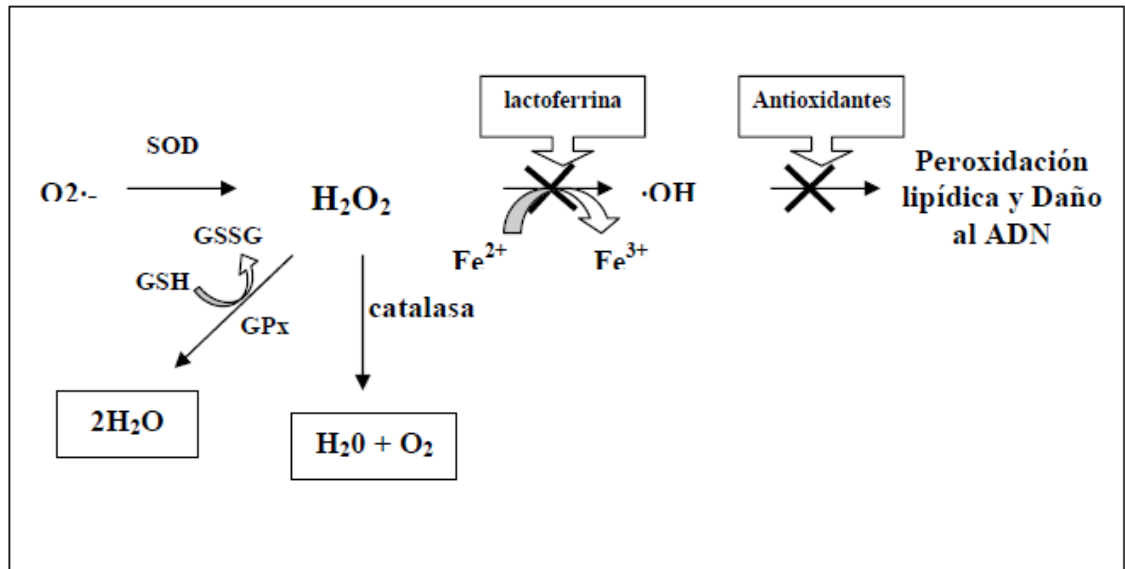 lactoferrina
Antioxidantes
SOD
O2·-
H₂O₂
·OH
Peroxidación
lipídica y Daño
al ADN
GSSG
GSH
GPx
Fe²⁺
Fe³⁺
catalasa
2H₂O
H₂0 + O₂